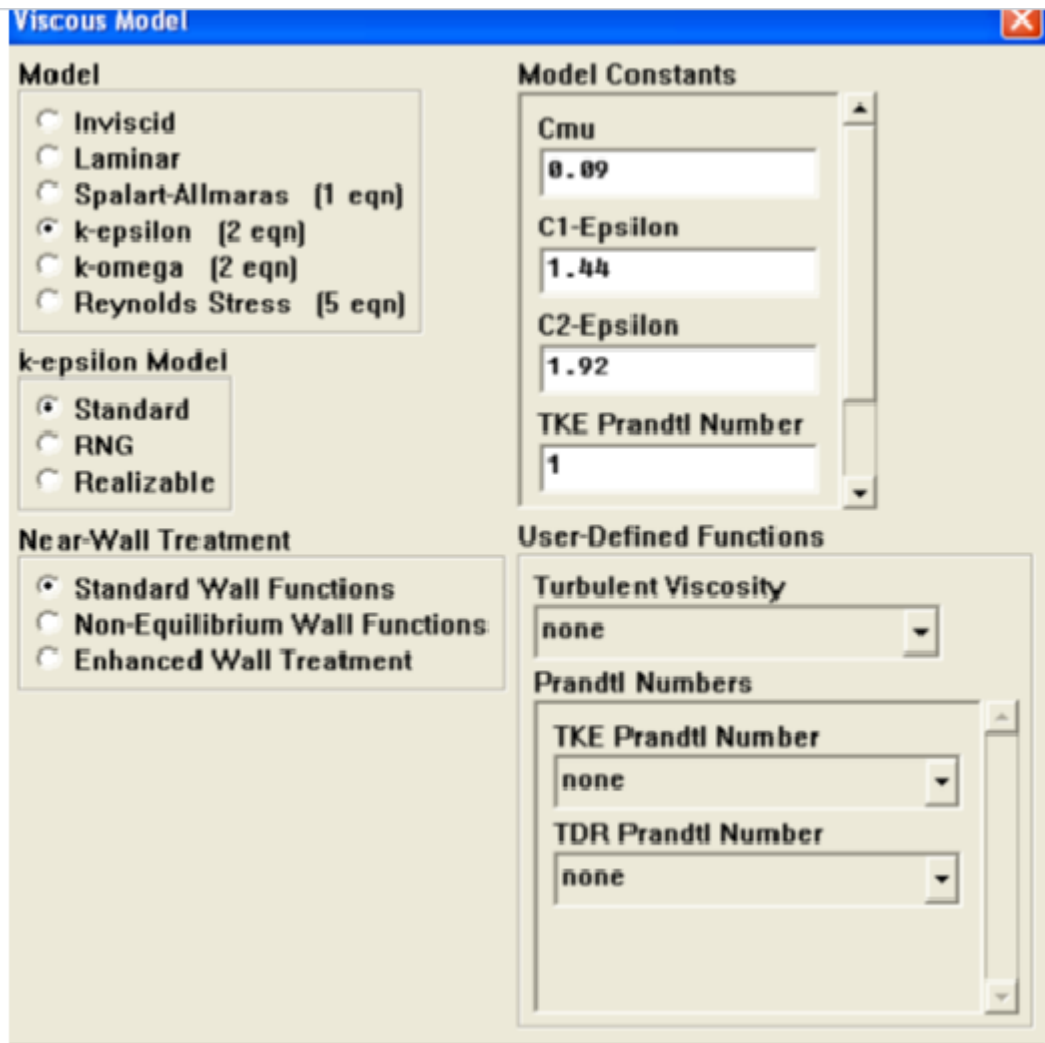 Viscous Model
Model
Inviscid
Laminar
Spalart-Allmaras (1 eqn)
k-epsilon (2 eqn)
k-omega (2 eqn)
Reynolds Stress (5 eqn)
k-epsilon Model
Standard
RNG
Realizable
Near-Wall Treatment
Standard Wall Functions
Non-Equilibrium Wall Functions
Enhanced Wall Treatment
Model Constants
Cmu
0.09
C1-Epsilon
1.44
C2-Epsilon
1.92
TKE Prandtl Number
1
User-Defined Functions
Turbulent Viscosity
none
Prandtl Numbers
TKE Prandtl Number
none
TDR Prandtl Number
none